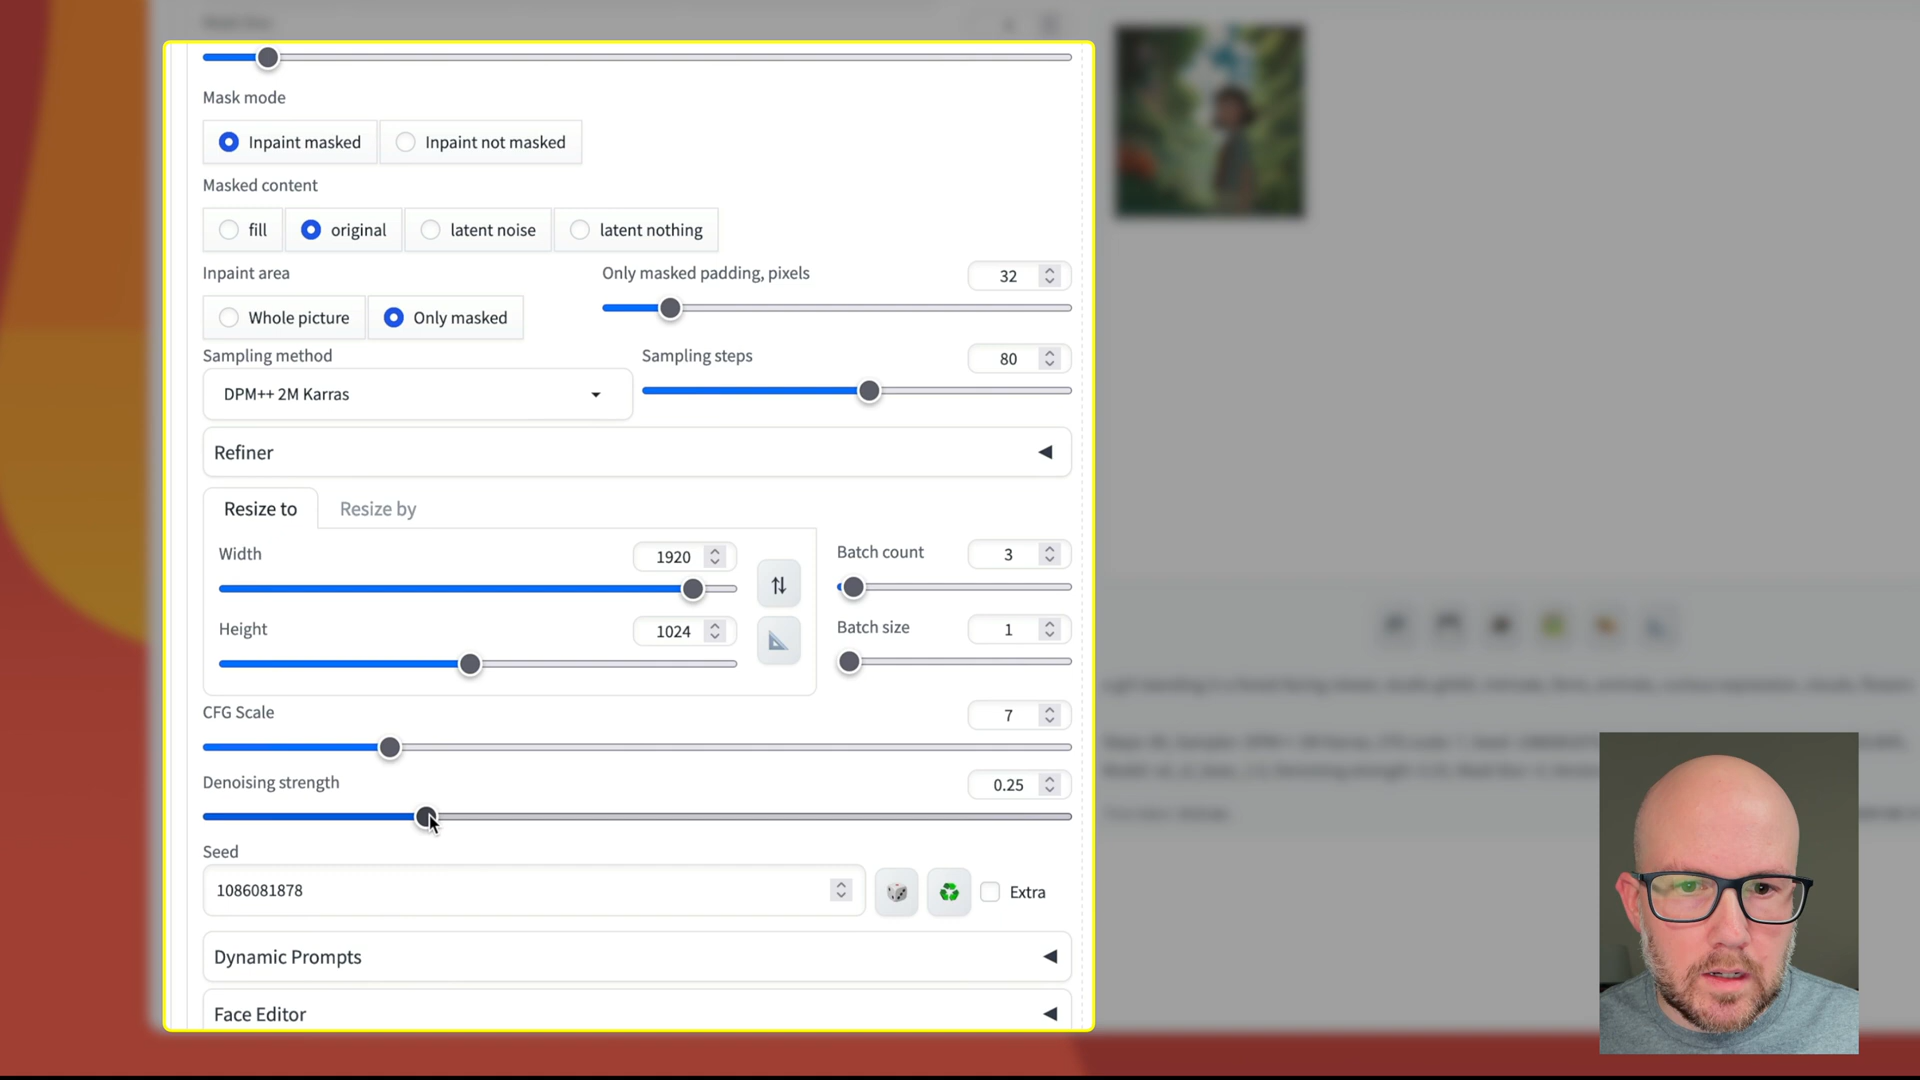 Mask mode
Inpaint masked
Inpaint not masked
Masked content
fill
original
latent noise
latent nothing
Inpaint area
Only masked padding, pixels
32
Whole picture
Only masked
Sampling method
Sampling steps
80
DPM++ 2M Karras
Refiner
Resize to
Resize by
Width
1920
Batch count
3
Height
1024
Batch size
1
CFG Scale
7
Denoising strength
0.25
Seed
1086081878
Extra
Dynamic Prompts
Face Editor